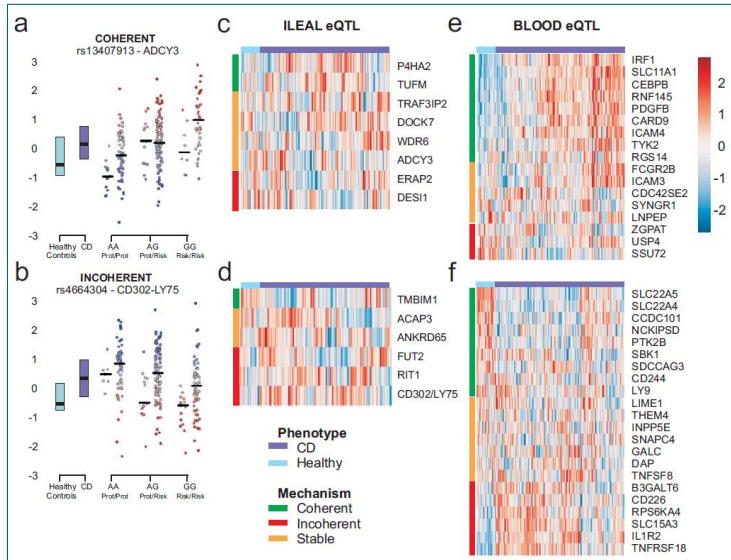 a
COHERENT
rs13407913 - ADCY3
3
2
1
0
-1
-2
-3
Healthy Controls
CD
AA
Prot/Prot
AG
Prot/Risk
GG
Risk/Risk
b
INCOHERENT
rs4664304 - CD302-LY75
3
2
1
0
-1
-2
-3
Healthy Controls
CD
AA
Prot/Prot
AG
Prot/Risk
GG
Risk/Risk
c
ILEAL eQTL
P4HA2
TUFM
TRAF3IP2
DOCK7
WDR6
ADCY3
ERAP2
DESI1
d
TMBIM1
ACAP3
ANKRD65
FUT2
RIT1
CD302/LY75
Phenotype
CD
Healthy
Mechanism
Coherent
Incoherent
Stable
e
BLOOD eQTL
IRF1
SLC11A1
CEBPB
RNF145
PDGFB
CARD9
ICAM4
TYK2
RGS14
FCGR2B
ICAM3
CDC42SE2
SYNGR1
LNPEP
ZGPAT
USP4
SSU72
2
1
0
-1
-2
f
SLC22A5
SLC22A4
CCDC101
NCKIPSD
PTK2B
SBK1
SDCCAG3
CD244
LY9
LIME1
THEM4
INPP5E
SNAPC4
GALC
DAP
TNFSF8
B3GALT6
CD226
RPS6KA4
SLC15A3
IL1R2
TNFRSF18